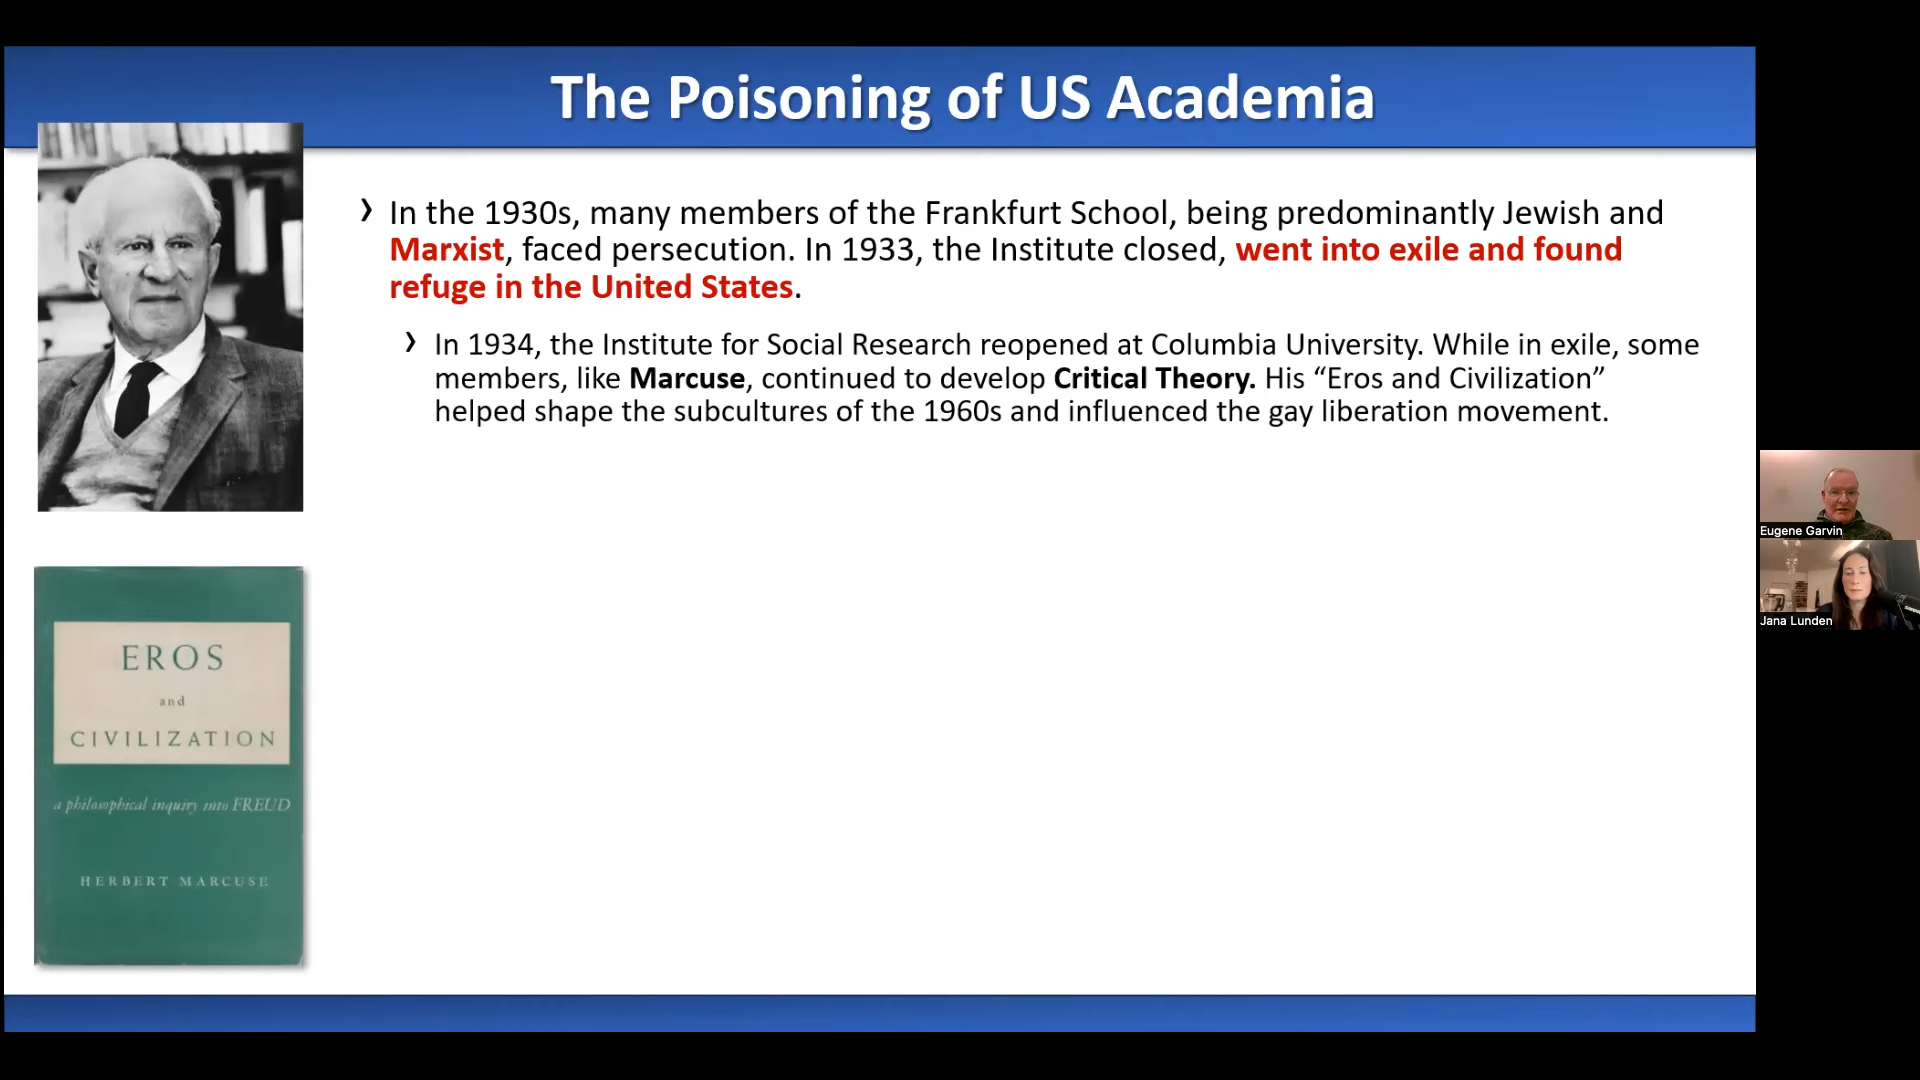 The Poisoning of US Academia
› In the 1930s, many members of the Frankfurt School, being predominantly Jewish and
Marxist, faced persecution. In 1933, the Institute closed, went into exile and found
refuge in the United States.
› In 1934, the Institute for Social Research reopened at Columbia University. While in exile, some
members, like Marcuse, continued to develop Critical Theory. His “Eros and Civilization”
helped shape the subcultures of the 1960s and influenced the gay liberation movement.
EROS
and
CIVILIZATION
a philosophical inquiry into FREUD
HERBERT MARCUSE
Eugene Garvin
Jana Lunden